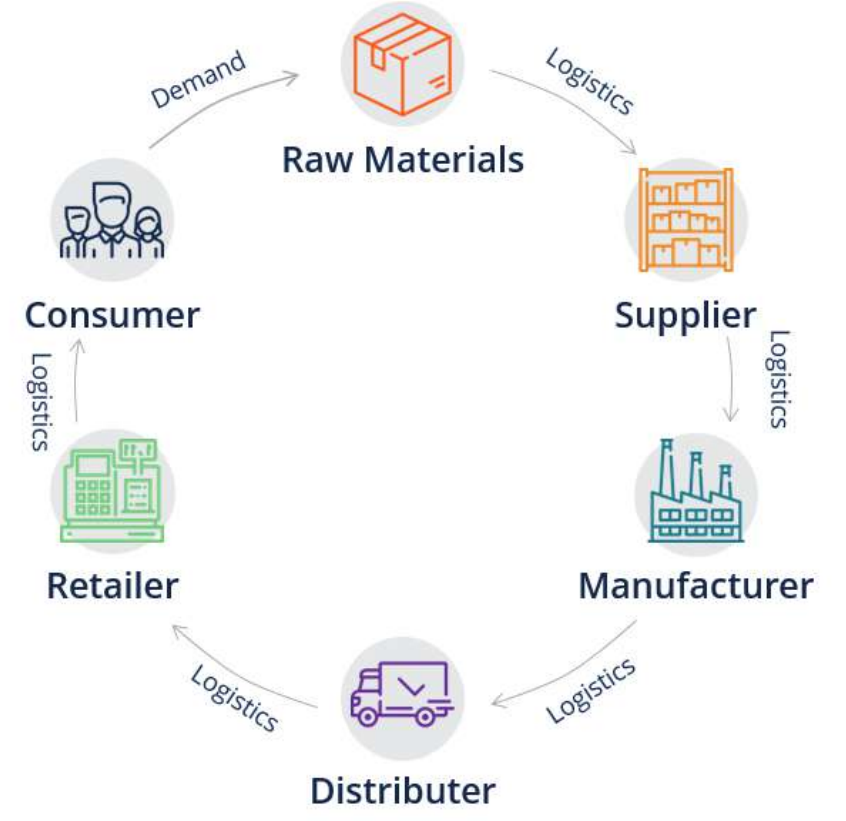 Raw Materials
Logistics
Supplier
Logistics
Manufacturer
Logistics
Distributer
Logistics
Retailer
Logistics
Consumer
Demand